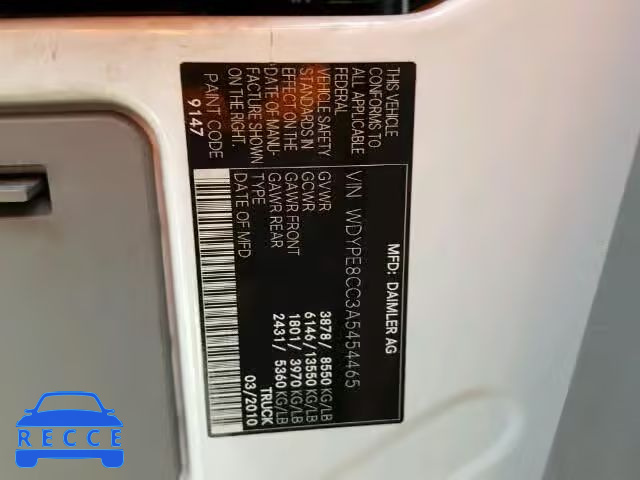 MFD: DAIMLER AG
VIN WDYPE8CC3A5454465
THIS VEHICLE
CONFORMS TO
ALL APPLICABLE
FEDERAL
VEHICLE SAFETY
STANDARDS IN
EFFECT ON THE
DATE OF MANU-
FACTURE SHOWN
ON THE RIGHT.
PAINT CODE
9147
GVWR 3878/ 8550 KG/LB
GCWR 6146/13550 KG/LB
GAWR FRONT 1801/ 3970 KG/LB
GAWR REAR 2431/ 5360 KG/LB
TYPE TRUCK
DATE OF MFD 03/2010
RECCE